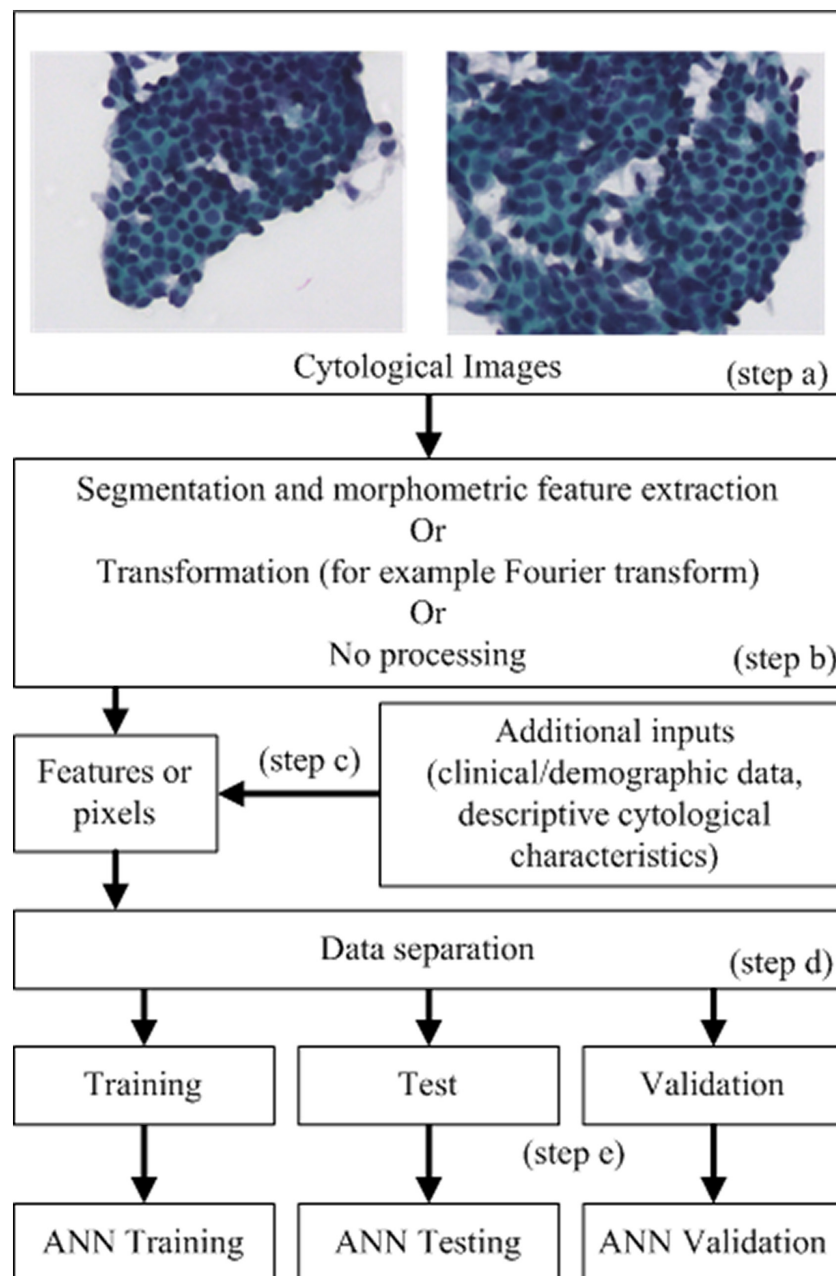 Cytological Images
(step a)
Segmentation and morphometric feature extraction
Or
Transformation (for example Fourier transform)
Or
No processing
(step b)
Features or
pixels
(step c)
Additional inputs
(clinical/demographic data,
descriptive cytological
characteristics)
Data separation
(step d)
Training
Test
Validation
(step e)
ANN Training
ANN Testing
ANN Validation